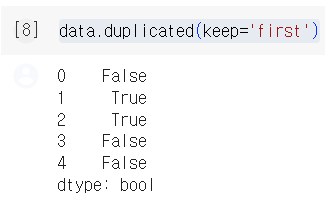 [8] data.duplicated(keep='first')
0    False
1     True
2     True
3    False
4    False
dtype: bool